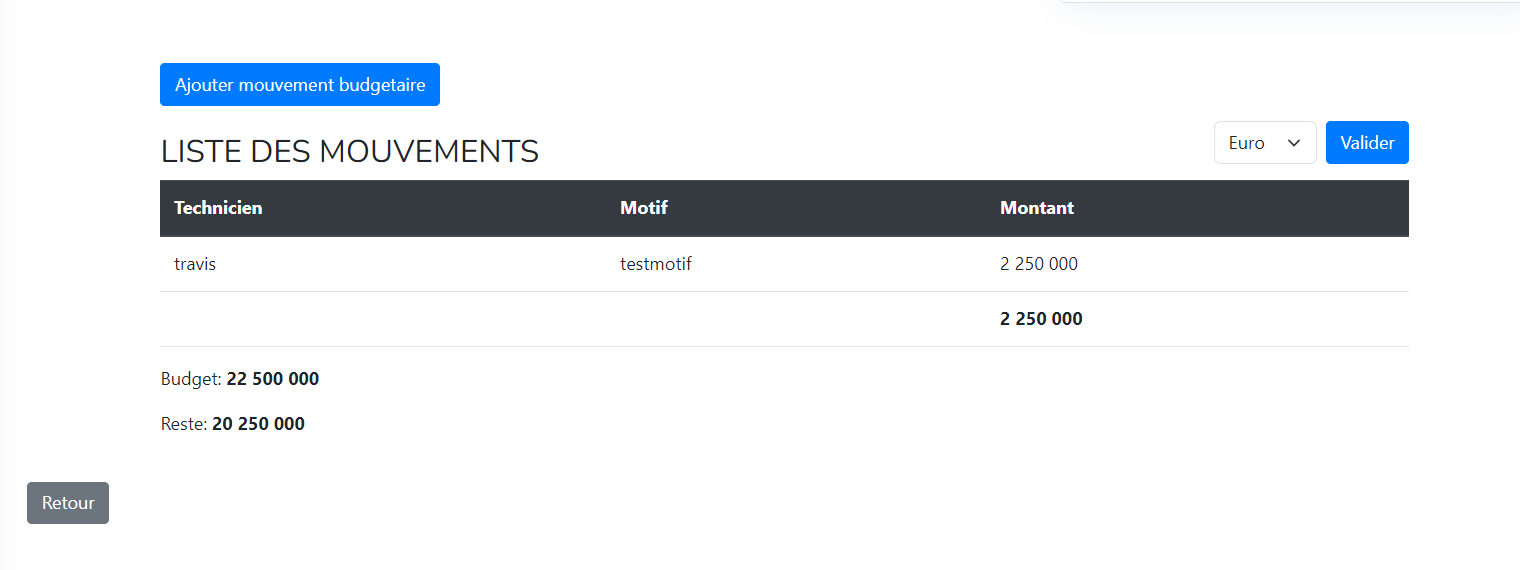 Ajouter mouvement budgetaire
LISTE DES MOUVEMENTS
Euro Valider
Technicien Motif Montant
travis testmotif 2 250 000
2 250 000
Budget: 22 500 000
Reste: 20 250 000
Retour